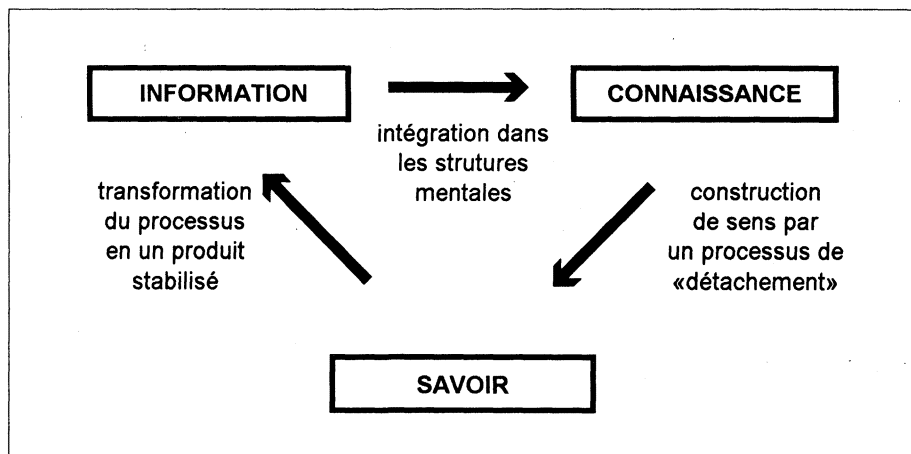 INFORMATION
CONNAISSANCE
intégration dans
les strutures
mentales
transformation
du processus
en un produit
stabilisé
construction
de sens par
un processus de
«détachement»
SAVOIR